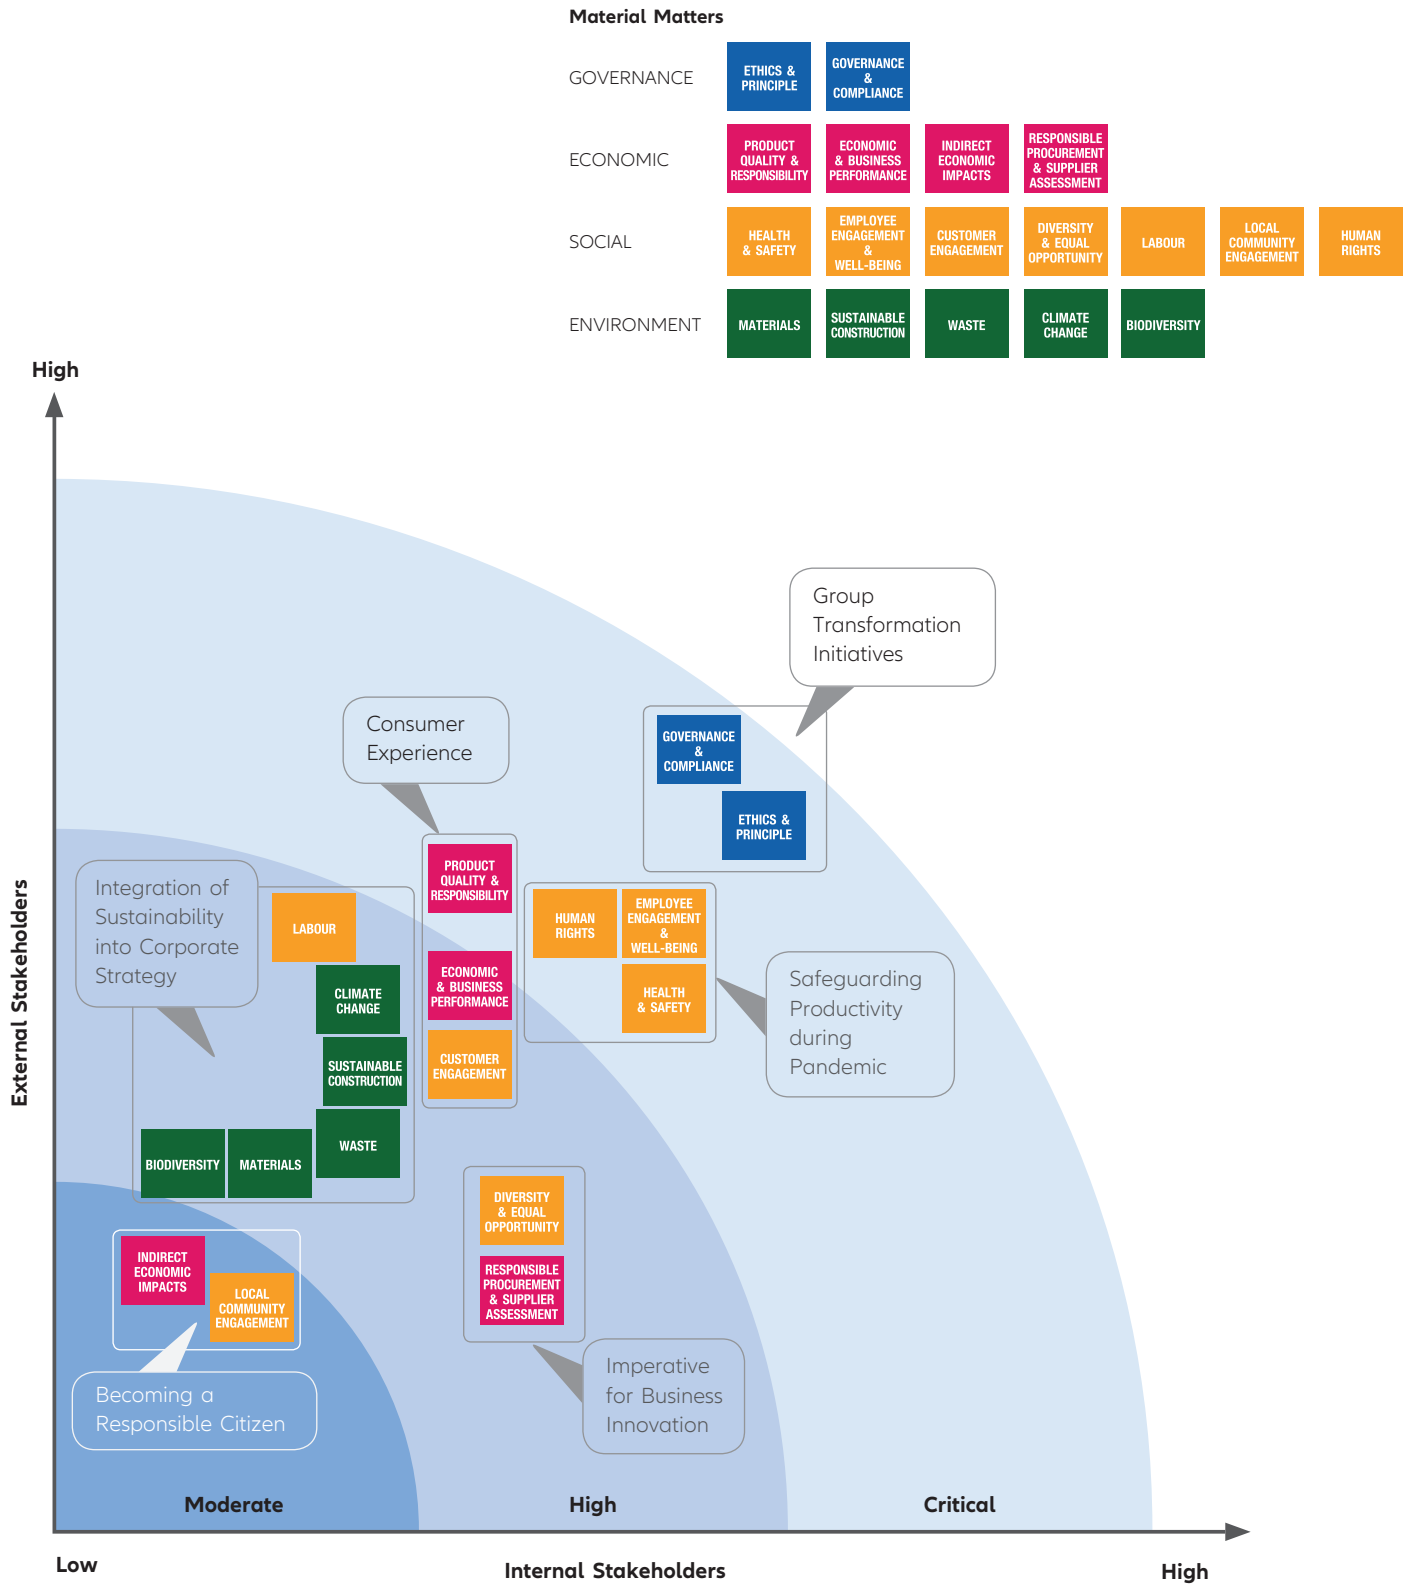 Material Matters
GOVERNANCE
ETHICS &
PRINCIPLE
GOVERNANCE
&
COMPLIANCE
ECONOMIC
PRODUCT
QUALITY &
RESPONSIBILITY
ECONOMIC
& BUSINESS
PERFORMANCE
INDIRECT
ECONOMIC
IMPACTS
RESPONSIBLE
PROCUREMENT
& SUPPLIER
ASSESSMENT
SOCIAL
HEALTH
& SAFETY
EMPLOYEE
ENGAGEMENT
&
WELL-BEING
CUSTOMER
ENGAGEMENT
DIVERSITY
& EQUAL
OPPORTUNITY
LABOUR
LOCAL
COMMUNITY
ENGAGEMENT
HUMAN
RIGHTS
ENVIRONMENT
MATERIALS
SUSTAINABLE
CONSTRUCTION
WASTE
CLIMATE
CHANGE
BIODIVERSITY
High
External Stakeholders
Group
Transformation
Initiatives
GOVERNANCE
&
COMPLIANCE
ETHICS &
PRINCIPLE
Consumer
Experience
PRODUCT
QUALITY &
RESPONSIBILITY
ECONOMIC
& BUSINESS
PERFORMANCE
CUSTOMER
ENGAGEMENT
HUMAN
RIGHTS
EMPLOYEE
ENGAGEMENT
&
WELL-BEING
HEALTH
& SAFETY
Safeguarding
Productivity
during
Pandemic
Integration of
Sustainability
into Corporate
Strategy
LABOUR
CLIMATE
CHANGE
SUSTAINABLE
CONSTRUCTION
WASTE
BIODIVERSITY
MATERIALS
DIVERSITY
& EQUAL
OPPORTUNITY
RESPONSIBLE
PROCUREMENT
& SUPPLIER
ASSESSMENT
Imperative
for Business
Innovation
INDIRECT
ECONOMIC
IMPACTS
LOCAL
COMMUNITY
ENGAGEMENT
Becoming a
Responsible Citizen
Moderate
High
Critical
Low
Internal Stakeholders
High